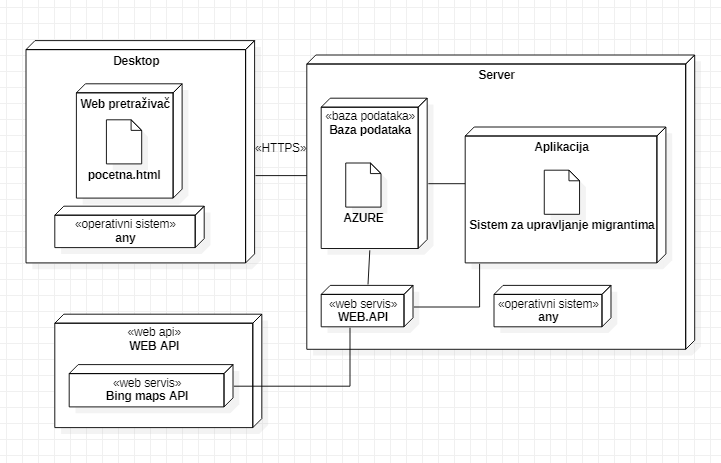 Desktop
Web pretraživač
pocetna.html
«operativni sistem»
any
«HTTPS»
Server
«baza podataka»
Baza podataka
AZURE
Aplikacija
Sistem za upravljanje migrantima
«web servis»
WEB.API
«operativni sistem»
any
«web api»
WEB API
«web servis»
Bing maps API